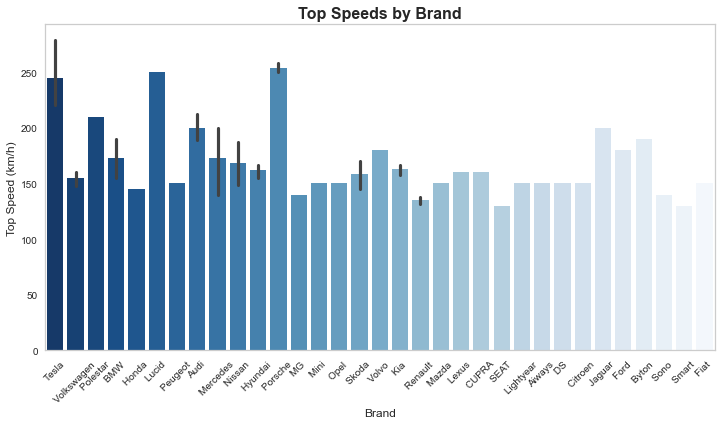 Top Speeds by Brand
Top Speed (km/h)
250
200
150
100
50
0
Tesla
Volkswagen
Polestar
BMW
Honda
Lucid
Peugeot
Audi
Mercedes
Nissan
Hyundai
Porsche
MG
Mini
Opel
Skoda
Volvo
Kia
Renault
Mazda
Lexus
CUPRA
SEAT
Lightyear
Aiways
DS
Citroen
Jaguar
Ford
Byton
Sono
Smart
Fiat
Brand